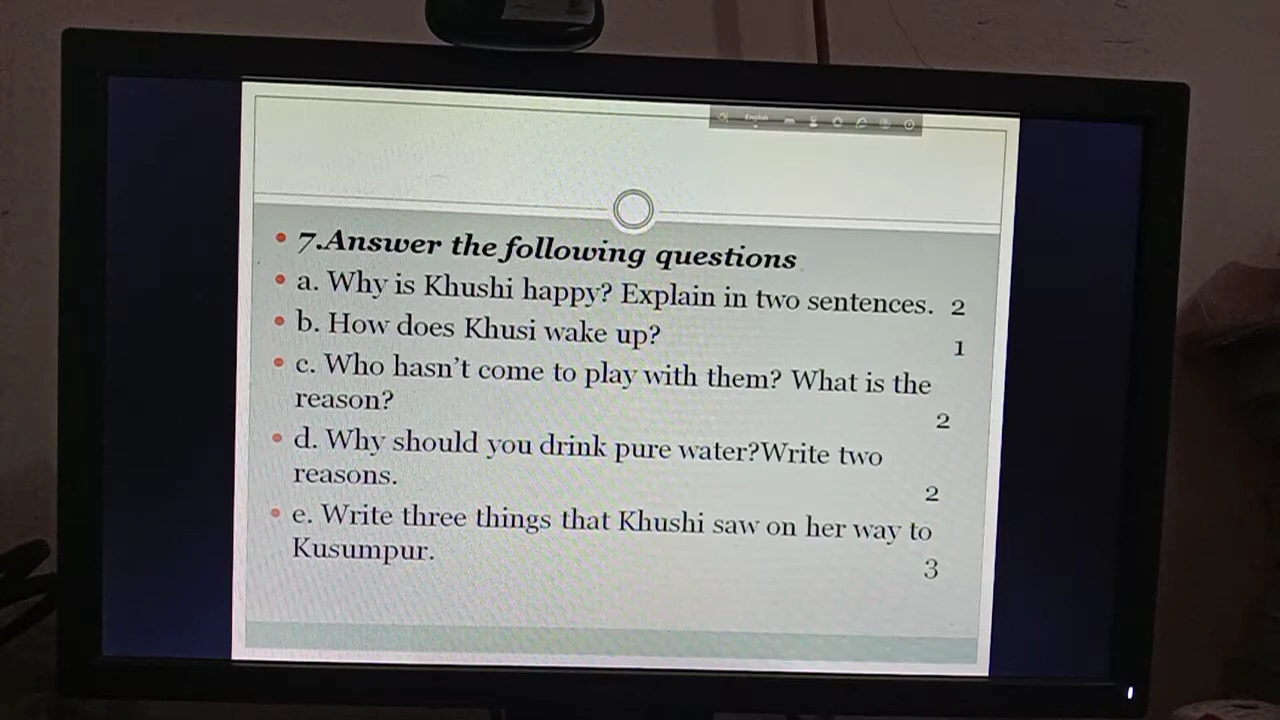 English
7.Answer the following questions
a. Why is Khushi happy? Explain in two sentences. 2
b. How does Khusi wake up? 1
c. Who hasn't come to play with them? What is the
reason? 2
d. Why should you drink pure water?Write two
reasons. 2
e. Write three things that Khushi saw on her way to
Kusumpur. 3